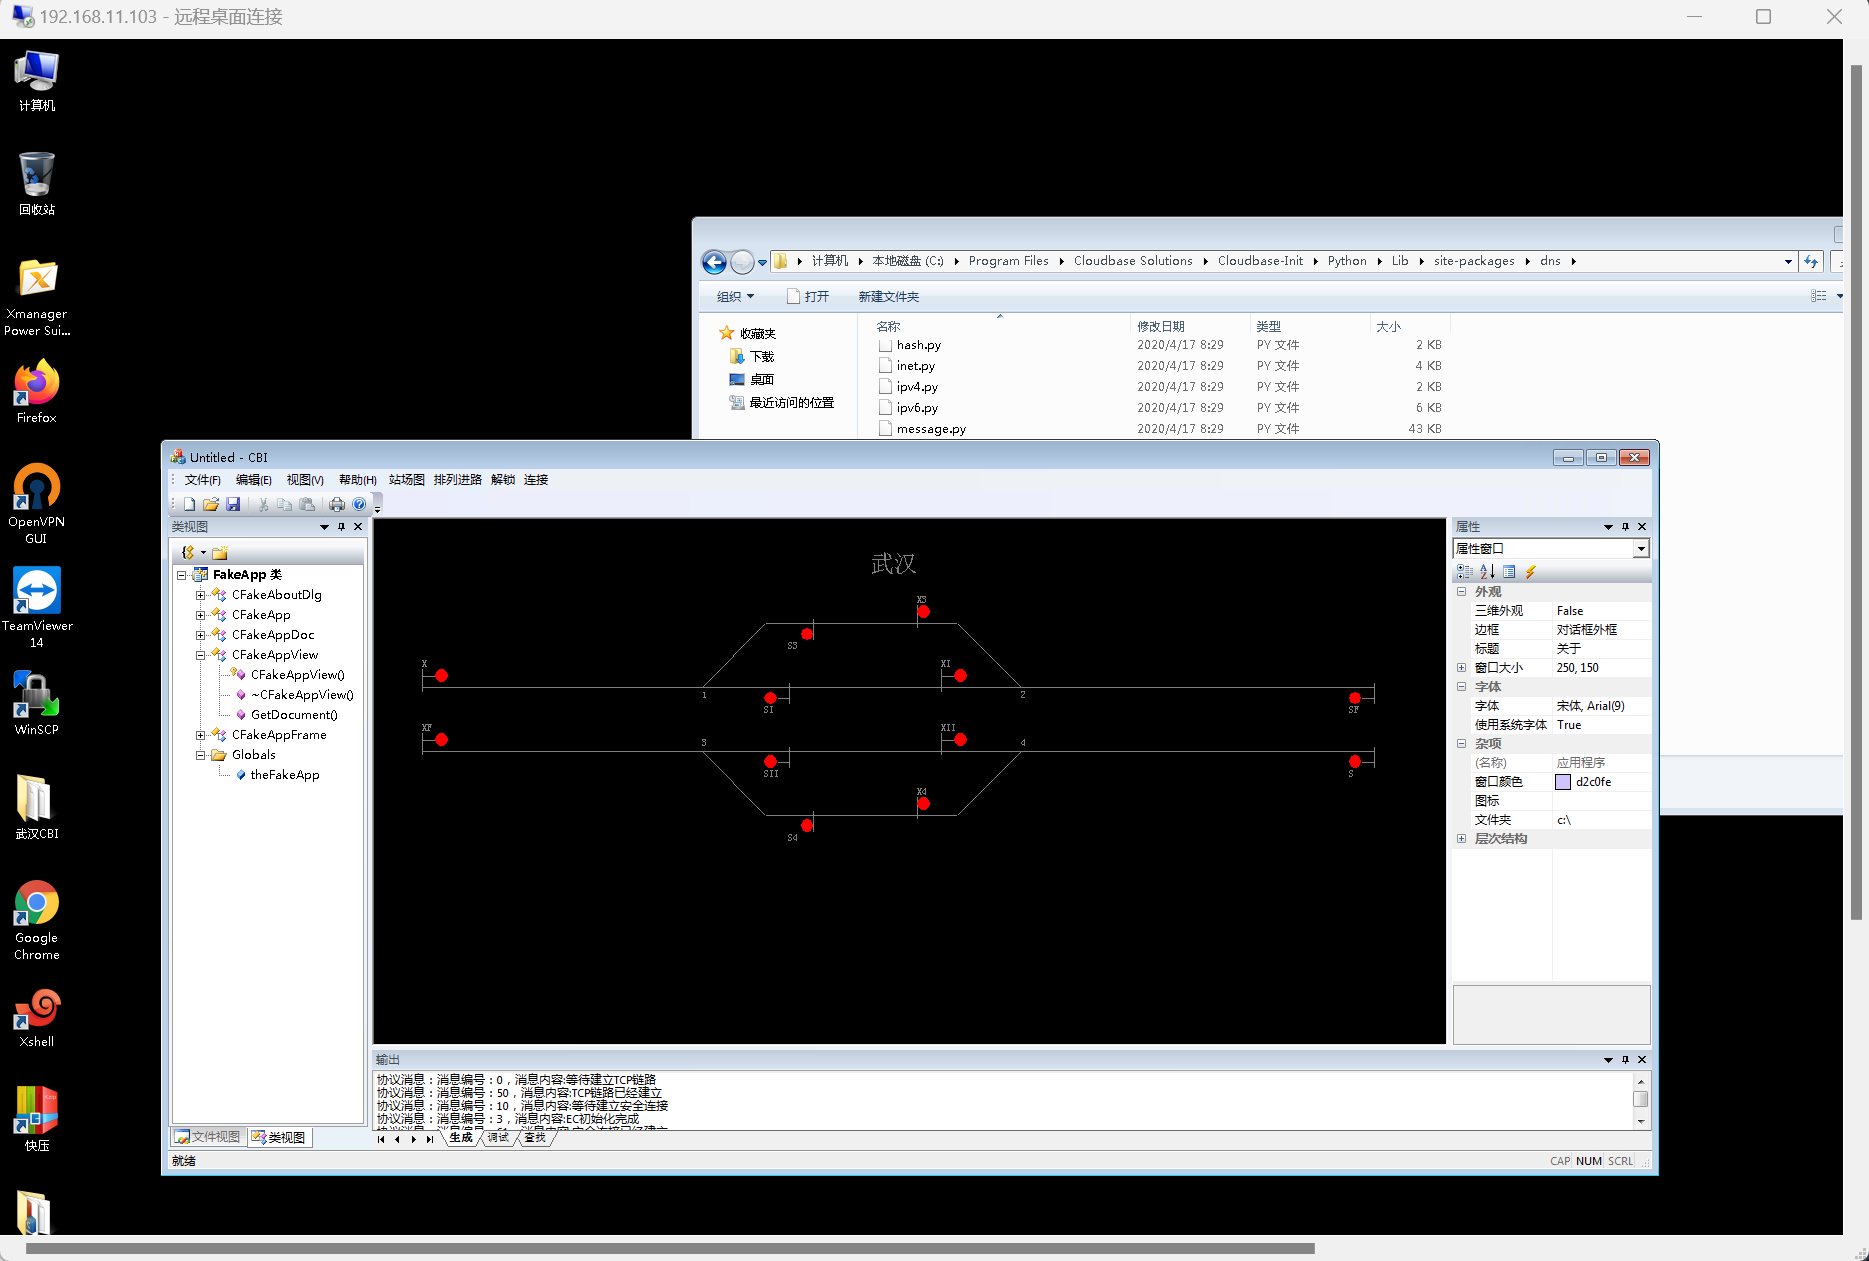 192.168.11.103 - 远程桌面连接
计算机
回收站
Xmanager
Power Sui...
Firefox
OpenVPN
GUI
TeamViewer
14
WinSCP
武汉CBI
Google
Chrome
Xshell
快压
计算机 本地磁盘 (C:) Program Files Cloudbase Solutions Cloudbase-Init Python Lib site-packages dns
组织 打开 新建文件夹
收藏夹
下载
桌面
最近访问的位置
名称 修改日期 类型 大小
hash.py 2020/4/17 8:29 PY 文件 2 KB
inet.py 2020/4/17 8:29 PY 文件 4 KB
ipv4.py 2020/4/17 8:29 PY 文件 2 KB
ipv6.py 2020/4/17 8:29 PY 文件 6 KB
message.py 2020/4/17 8:29 PY 文件 43 KB
Untitled - CBI
文件(F) 编辑(E) 视图(V) 帮助(H) 站场图 排列进路 解锁 连接
类视图
FakeApp 类
CFakeAboutDlg
CFakeApp
CFakeAppDoc
CFakeAppView
CFakeAppView()
~CFakeAppView()
GetDocument()
CFakeAppFrame
Globals
theFakeApp
文件视图 类视图
武汉
X3
S3
X XI
1 2
SI SF
XF XII
3 4
SII S
X4
S4
属性
属性窗口
外观
三维外观 False
边框 对话框外框
标题 关于
窗口大小 250, 150
字体
字体 宋体, Arial(9)
使用系统字体 True
杂项
(名称) 应用程序
窗口颜色 d2c0fe
图标
文件夹 c:\
层次结构
输出
协议消息：消息编号：0，消息内容:等待建立TCP链路
协议消息：消息编号：50，消息内容:TCP链路已经建立
协议消息：消息编号：10，消息内容:等待建立安全连接
协议消息：消息编号：3，消息内容:EC初始化完成
生成 调试 查找
就绪
CAP NUM SCRL